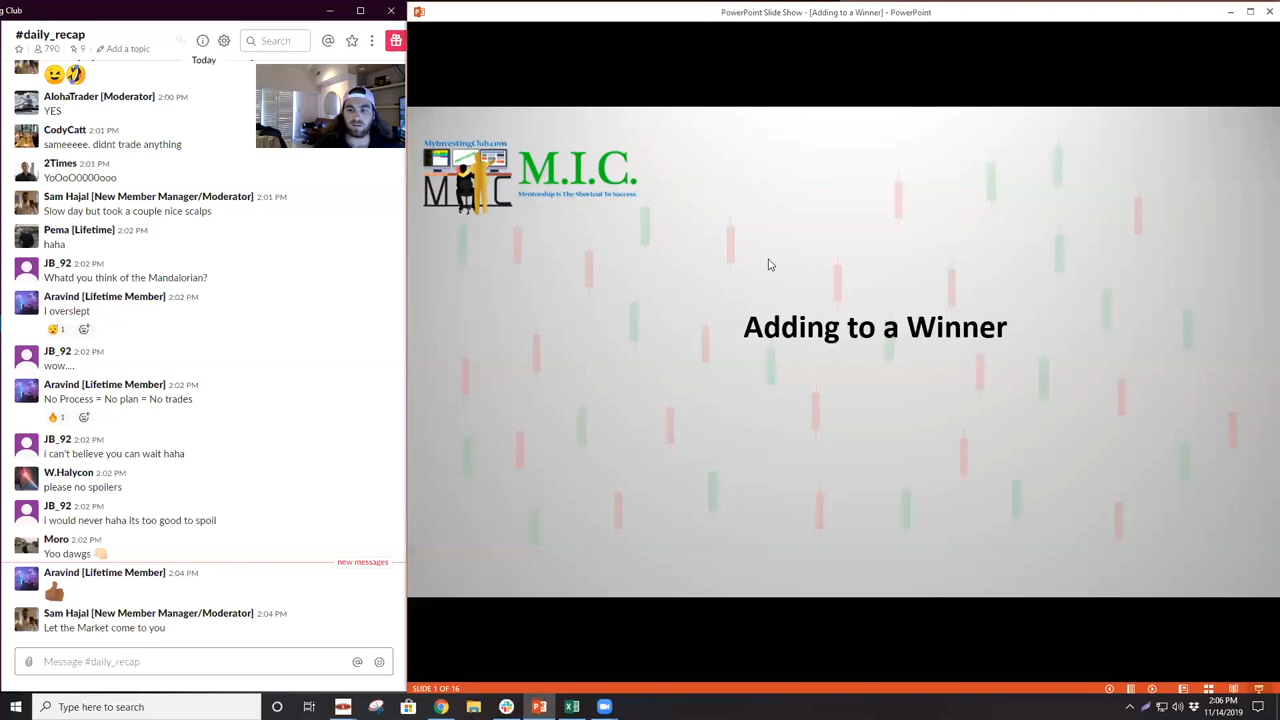 g Club
#daily_recap
790
9
Add a topic
Search
Today
AlohaTrader [Moderator] 2:00 PM
YES
CodyCatt 2:01 PM
sameeeee. didnt trade anything
2Times 2:01 PM
YoOoO0000ooo
Sam Hajal [New Member Manager/Moderator] 2:01 PM
Slow day but took a couple nice scalps
Pema [Lifetime] 2:02 PM
haha
JB_92 2:02 PM
Whatd you think of the Mandalorian?
Aravind [Lifetime Member] 2:02 PM
I overslept
1
JB_92 2:02 PM
wow....
Aravind [Lifetime Member] 2:02 PM
No Process = No plan = No trades
1
JB_92 2:02 PM
i can't believe you can wait haha
W.Halycon 2:02 PM
please no spoilers
JB_92 2:02 PM
i would never haha its too good to spoil
Moro 2:02 PM
Yoo dawgs
new messages
Aravind [Lifetime Member] 2:04 PM
Sam Hajal [New Member Manager/Moderator] 2:04 PM
Let the Market come to you
Message #daily_recap
PowerPoint Slide Show - [Adding to a Winner] - PowerPoint
MyInvestingClub.com
MIC
M.I.C.
Mentorship Is The Shortcut To Success.
Adding to a Winner
SLIDE 1 OF 16
Type here to search
2:06 PM
11/14/2019